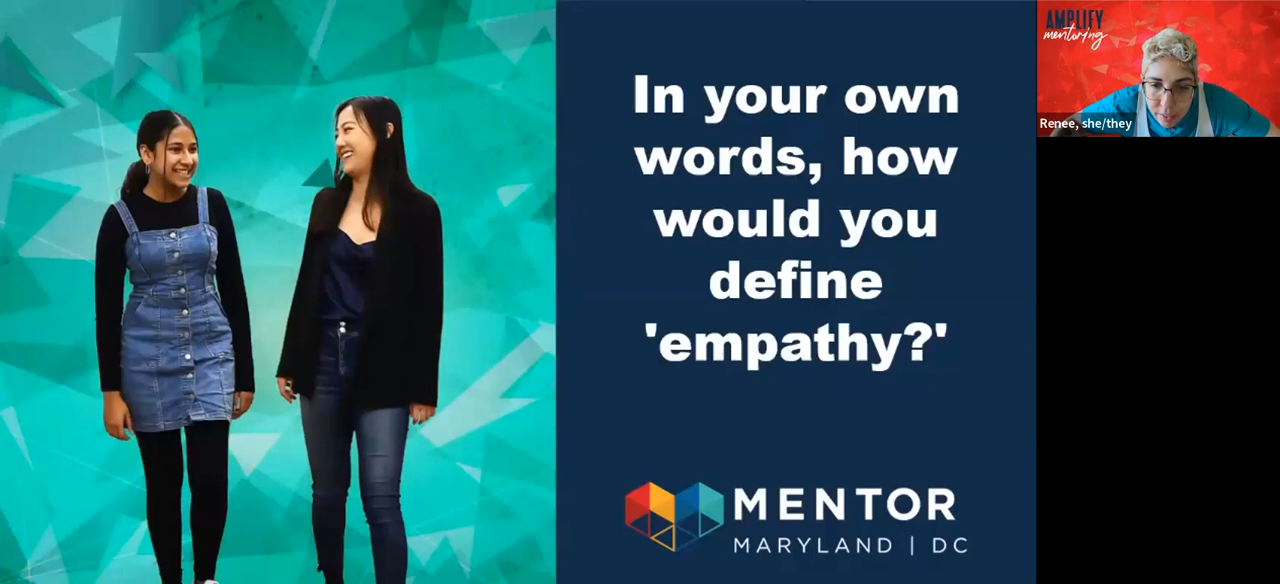 In your own
words, how
would you
define
'empathy?'
MENTOR
MARYLAND | DC
AMPLIFY
mentoring
Renee, she/they